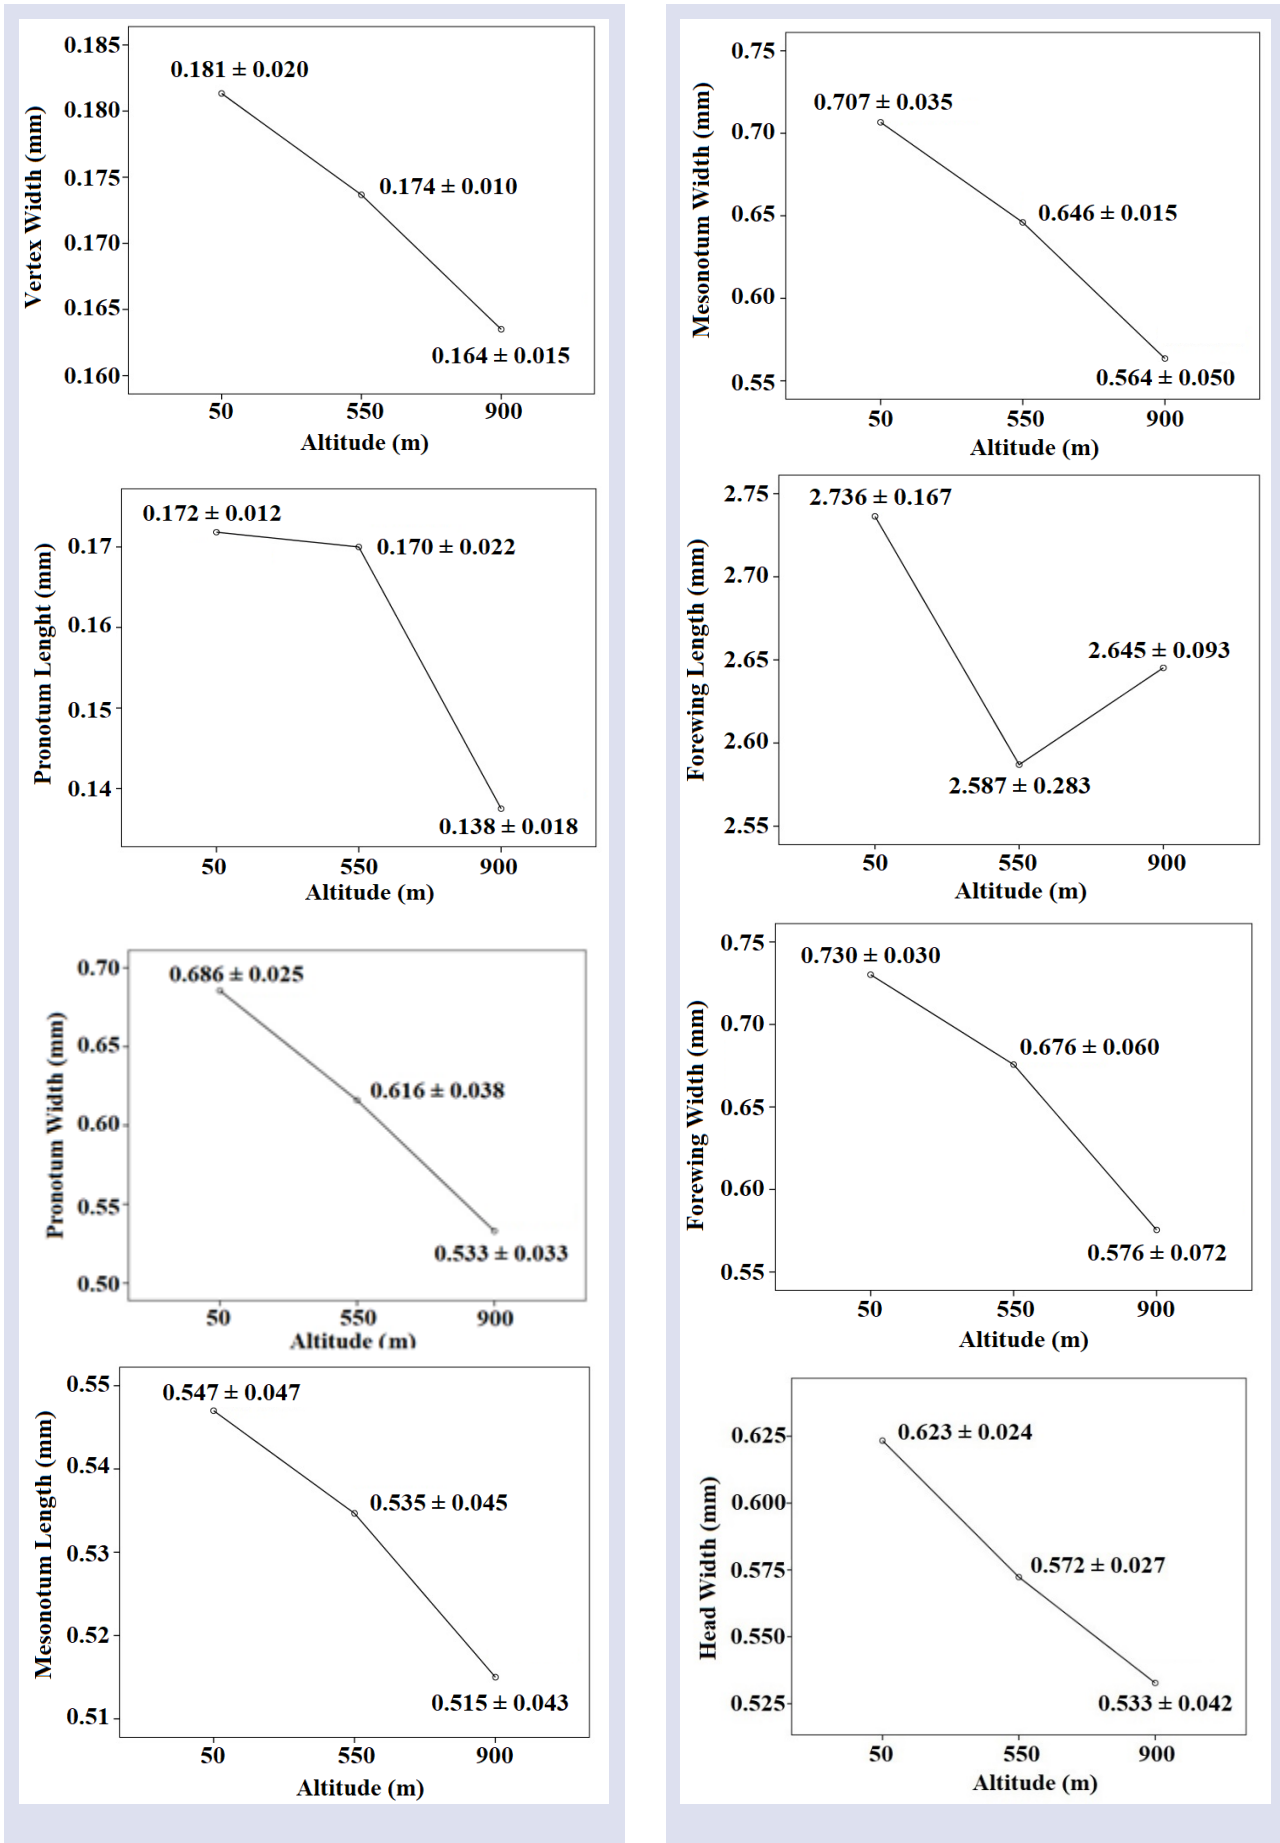 Vertex Width (mm)
0.185
0.180
0.175
0.170
0.165
0.160
0.181 ± 0.020
0.174 ± 0.010
0.164 ± 0.015
50 550 900
Altitude (m)
Pronotum Lenght (mm)
0.17
0.16
0.15
0.14
0.172 ± 0.012
0.170 ± 0.022
0.138 ± 0.018
50 550 900
Altitude (m)
Pronotum Width (mm)
0.70
0.65
0.60
0.55
0.50
0.686 ± 0.025
0.616 ± 0.038
0.533 ± 0.033
50 550 900
Altitude (m)
Mesonotum Length (mm)
0.55
0.54
0.53
0.52
0.51
0.547 ± 0.047
0.535 ± 0.045
0.515 ± 0.043
50 550 900
Altitude (m)
Mesonotum Width (mm)
0.75
0.70
0.65
0.60
0.55
0.707 ± 0.035
0.646 ± 0.015
0.564 ± 0.050
50 550 900
Altitude (m)
Forewing Length (mm)
2.75
2.70
2.65
2.60
2.55
2.736 ± 0.167
2.587 ± 0.283
2.645 ± 0.093
50 550 900
Altitude (m)
Forewing Width (mm)
0.75
0.70
0.65
0.60
0.55
0.730 ± 0.030
0.676 ± 0.060
0.576 ± 0.072
50 550 900
Altitude (m)
Head Width (mm)
0.625
0.600
0.575
0.550
0.525
0.623 ± 0.024
0.572 ± 0.027
0.533 ± 0.042
50 550 900
Altitude (m)